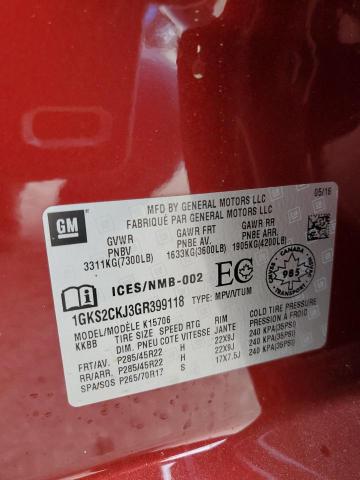 GM
MFD BY GENERAL MOTORS LLC
FABRIQUÉ PAR GENERAL MOTORS LLC
05/16
GVWR GAWR FRT GAWR RR
PNBV PNBE PNBE
3311KG(7300LB) 1633KG(3600LB) 1905KG(4200LB)
ICES/NMB-002
EC
CANADA
985
TRANSPORT
1GKS2CKJ3GR399118 TYPE: MPV/VTUM
MODEL/MODÈLE K15706
KKBB TIRE SIZE SPEED RTG RIM COLD TIRE PRESSURE
DIM. PNEU COTE VITESSE JANTE PRESSION À FROID
FRT/AV. P285/45R22 H 22X9J 240 KPA(35PSI)
RR/ARR. P285/45R22 H 22X9J 240 KPA(35PSI)
SPA/SOS P265/70R17 S 17X7.5J 240 KPA(35PSI)